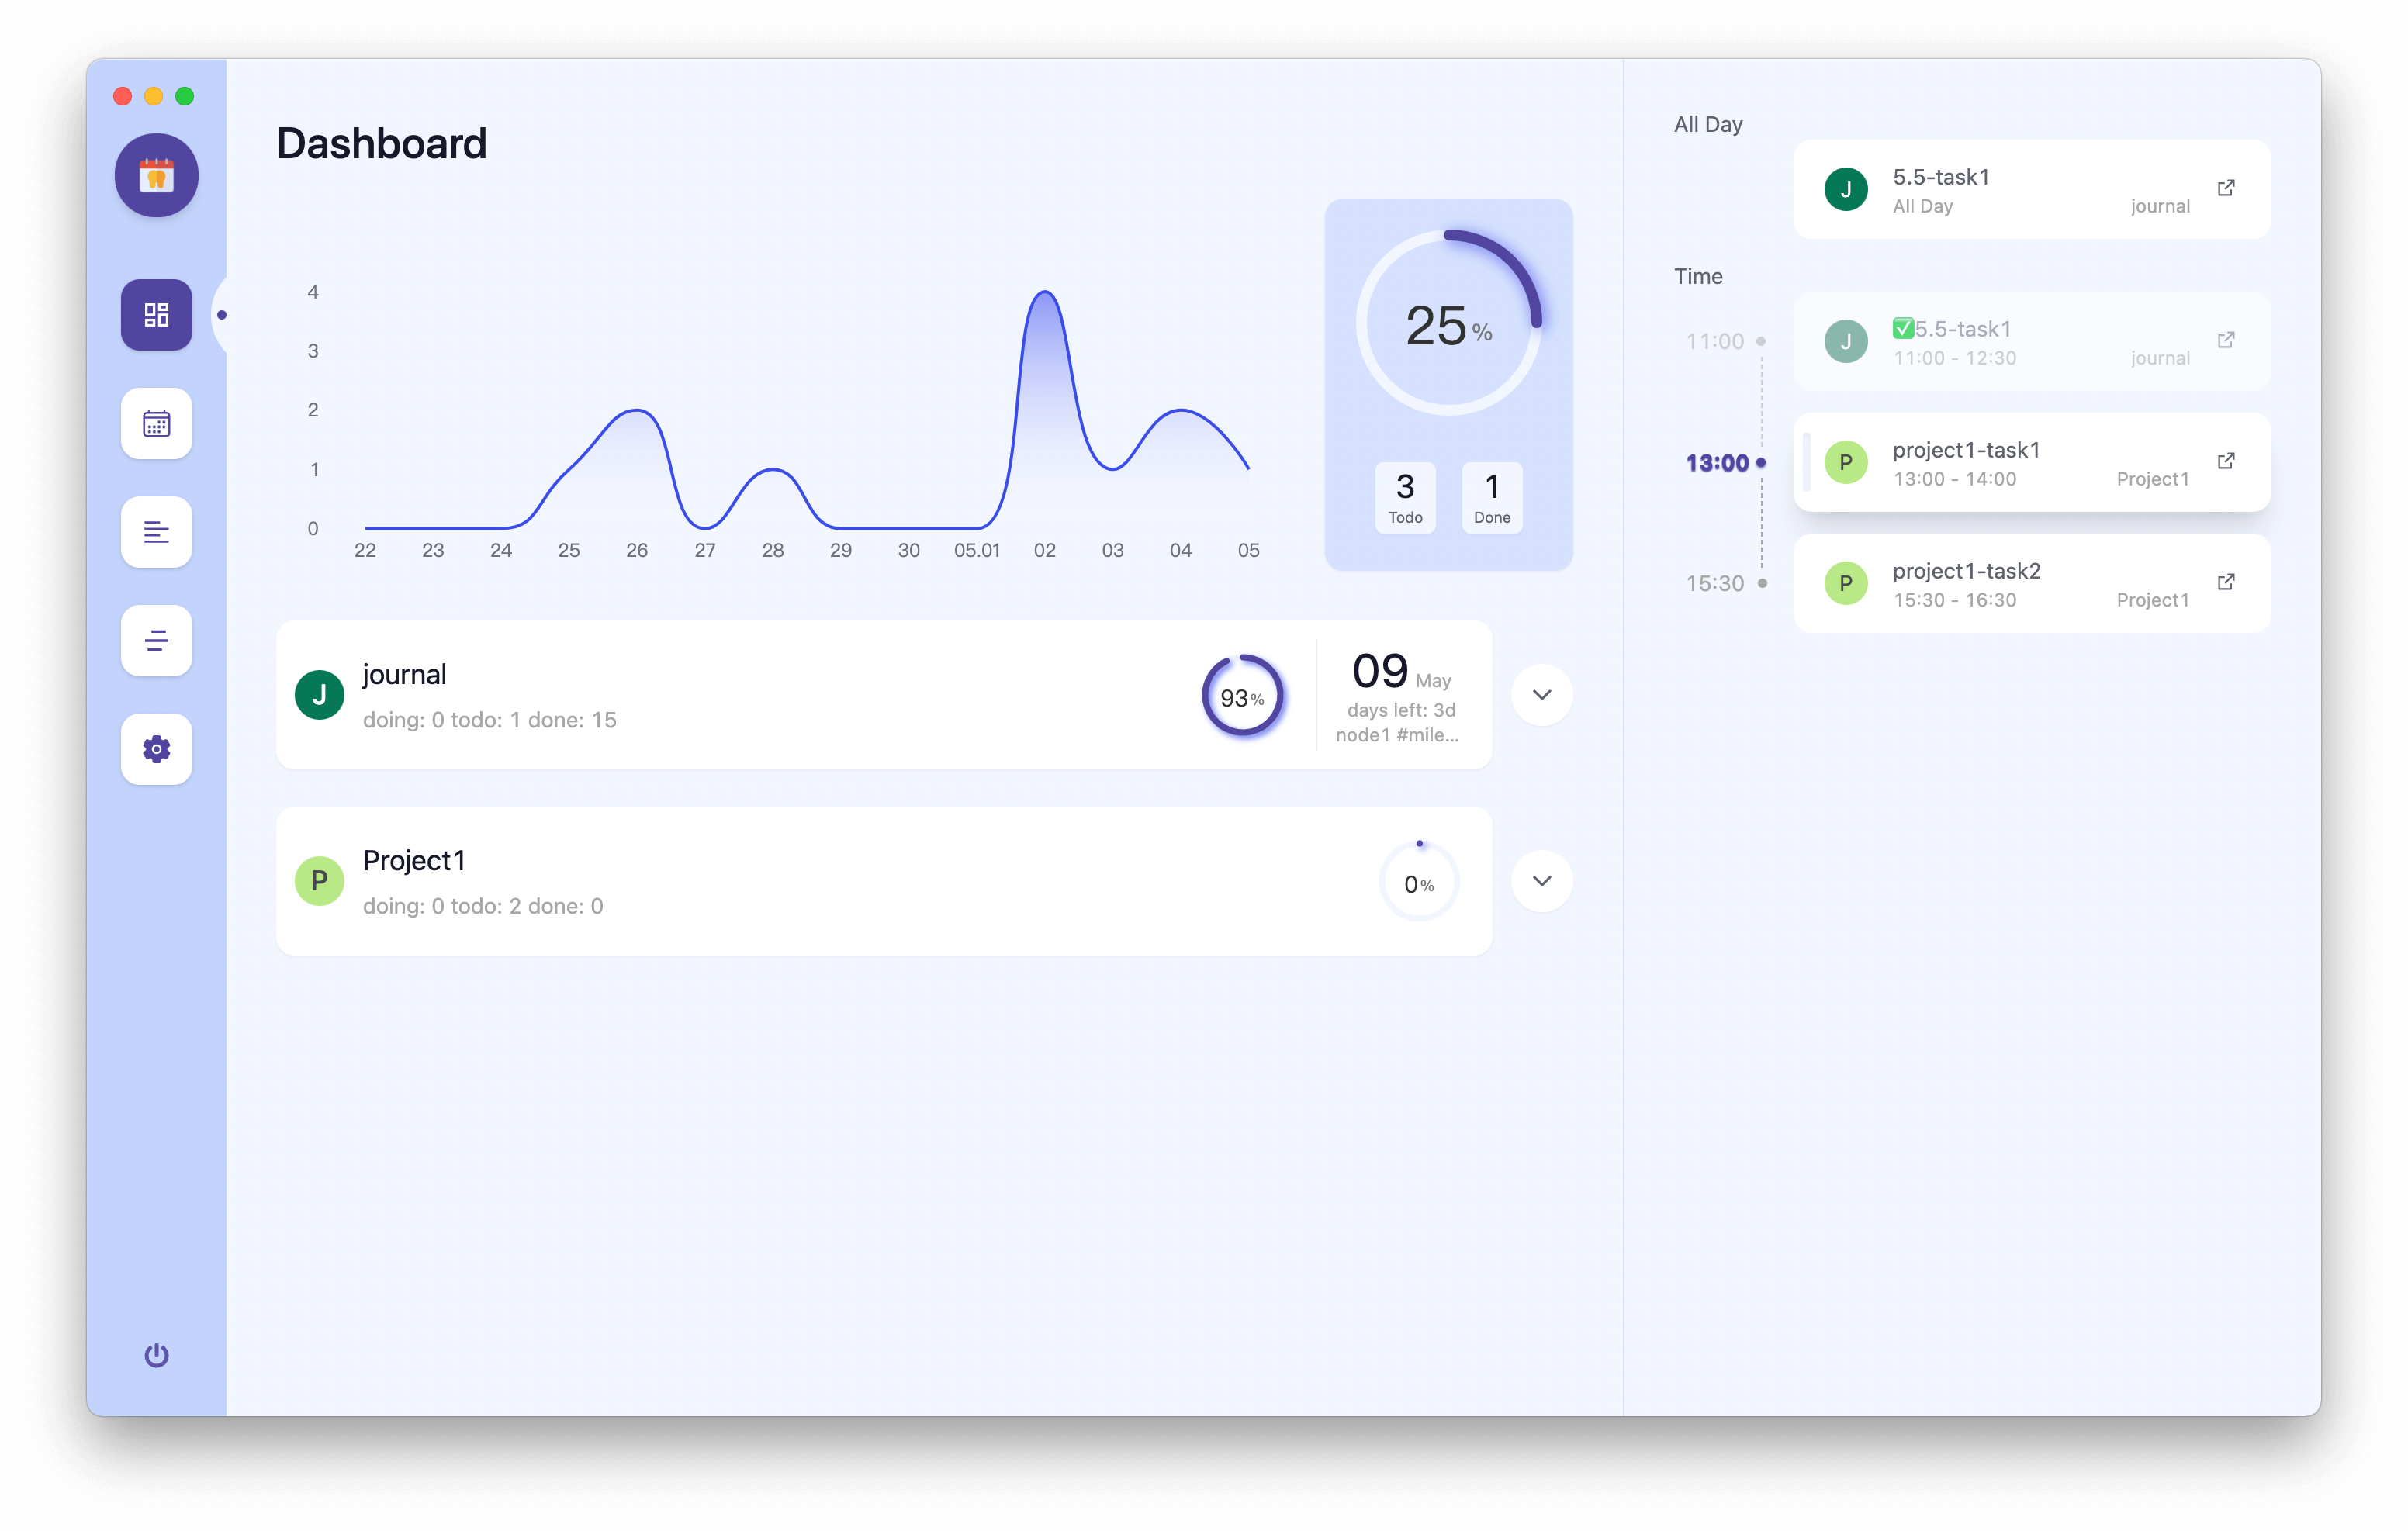 Dashboard
4
3
2
1
0
22 23 24 25 26 27 28 29 30 05.01 02 03 04 05
25%
3 1
Todo Done
J
journal
doing: 0 todo: 1 done: 15
93%
09 May
days left: 3d
node1 #mile...
P
Project1
doing: 0 todo: 2 done: 0
0%
All Day
J
5.5-task1
All Day journal
Time
11:00
J
✅5.5-task1
11:00 - 12:30 journal
13:00
P
project1-task1
13:00 - 14:00 Project1
15:30
P
project1-task2
15:30 - 16:30 Project1